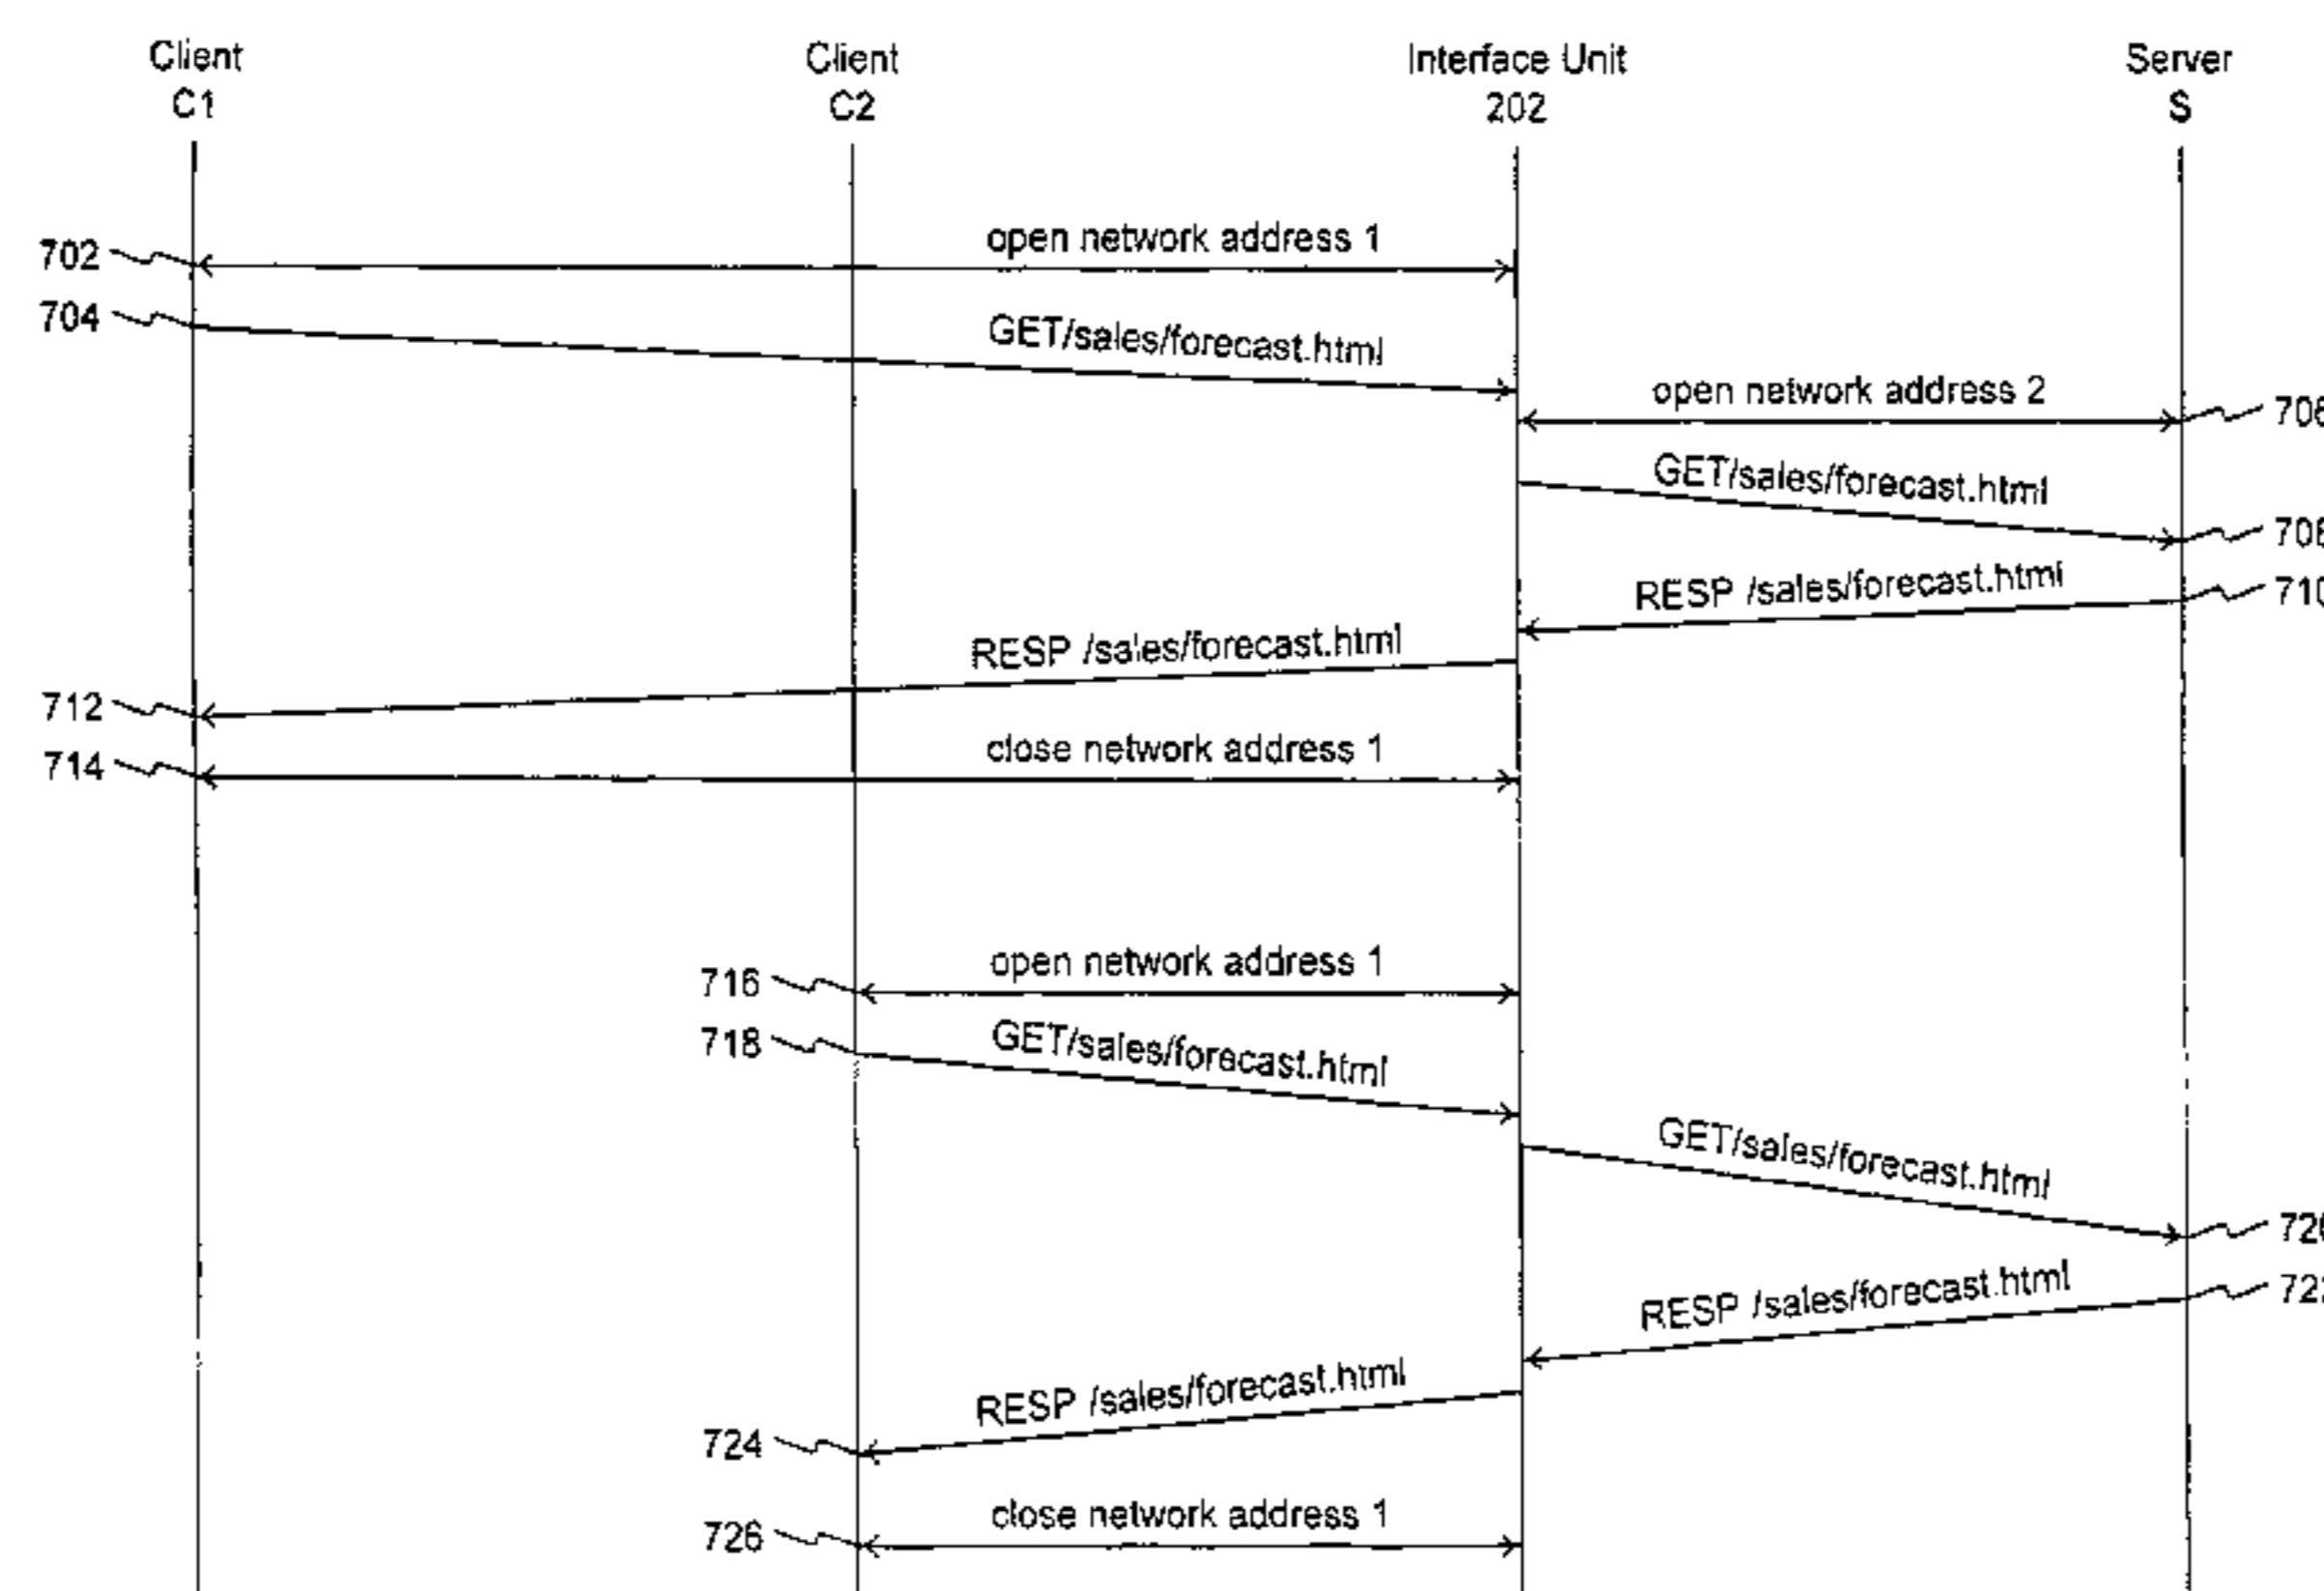 Client
C1
Client
C2
Interface Unit
202
Server
S
702
open network address 1
704
GET/sales/forecast.html
open network address 2
GET/sales/forecast.html
RESP /sales/forecast.html
RESP /sales/forecast.html
712
close network address 1
714
open network address 1
716
GET/sales/forecast.html
718
GET/sales/forecast.html
RESP /sales/forecast.html
RESP /sales/forecast.html
724
close network address 1
726